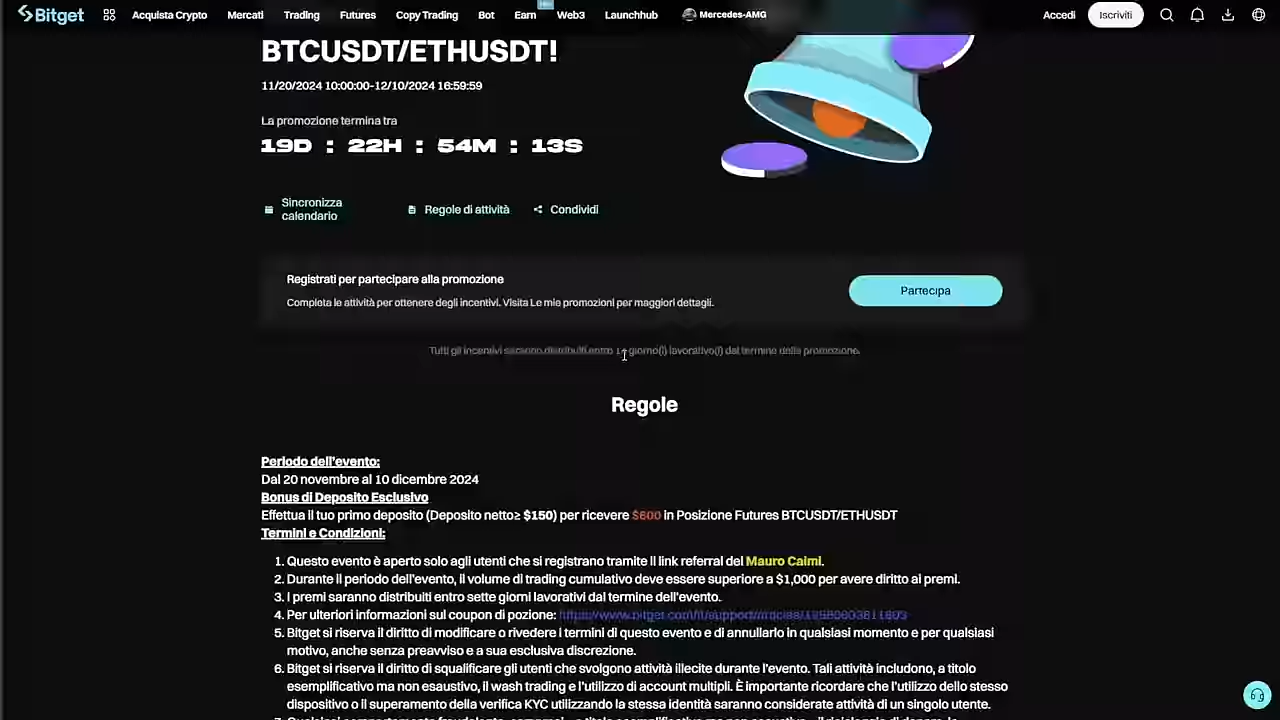 Bitget Acquista Crypto Mercati Trading Futures Copy Trading Bot Earn Web3 Launchhub Mercedes-AMG Accedi Iscriviti
BTCUSDT/ETHUSDT!
11/20/2024 10:00:00-12/10/2024 16:59:59
La promozione termina tra
19D : 22H : 54M : 13S
Sincronizza calendario
Regole di attività
Condividi
Registrati per partecipare alla promozione
Completa le attività per ottenere degli incentivi. Visita Le mie promozioni per maggiori dettagli.
Partecipa
Tutti gli incentivi saranno distribuiti entro giorno(i) lavorativo(i) dal termine della promozione.
Regole
Periodo dell'evento:
Dal 20 novembre al 10 dicembre 2024
Bonus di Deposito Esclusivo
Effettua il tuo primo deposito (Deposito netto≥ $150) per ricevere $600 in Posizione Futures BTCUSDT/ETHUSDT
Termini e Condizioni:
1. Questo evento è aperto solo agli utenti che si registrano tramite il link referral del Mauro Caimi.
2. Durante il periodo dell'evento, il volume di trading cumulativo deve essere superiore a $1,000 per avere diritto ai premi.
3. I premi saranno distribuiti entro sette giorni lavorativi dal termine dell'evento.
4. Per ulteriori informazioni sul coupon di pozione:
5. Bitget si riserva il diritto di modificare o rivedere i termini di questo evento e di annullarlo in qualsiasi momento e per qualsiasi
motivo, anche senza preavviso e a sua esclusiva discrezione.
6. Bitget si riserva il diritto di squalificare gli utenti che svolgono attività illecite durante l'evento. Tali attività includono, a titolo
esemplificativo ma non esaustivo, il wash trading e l'utilizzo di account multipli. È importante ricordare che l'utilizzo dello stesso
dispositivo o il superamento della verifica KYC utilizzando la stessa identità saranno considerate attività di un singolo utente.